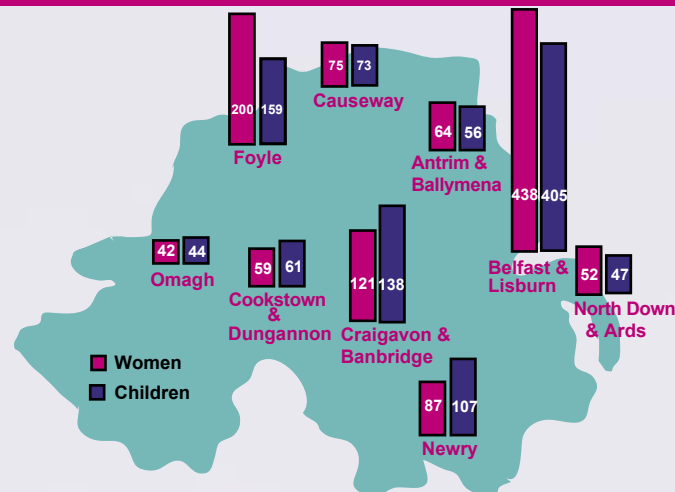 200 159
Foyle
75 73
Causeway
64 56
Antrim &
Ballymena
438 405
Belfast &
Lisburn
42 44
Omagh
59 61
Cookstown
&
Dungannon
121 138
Craigavon &
Banbridge
52 47
North Down
& Ards
Women
Children
87 107
Newry